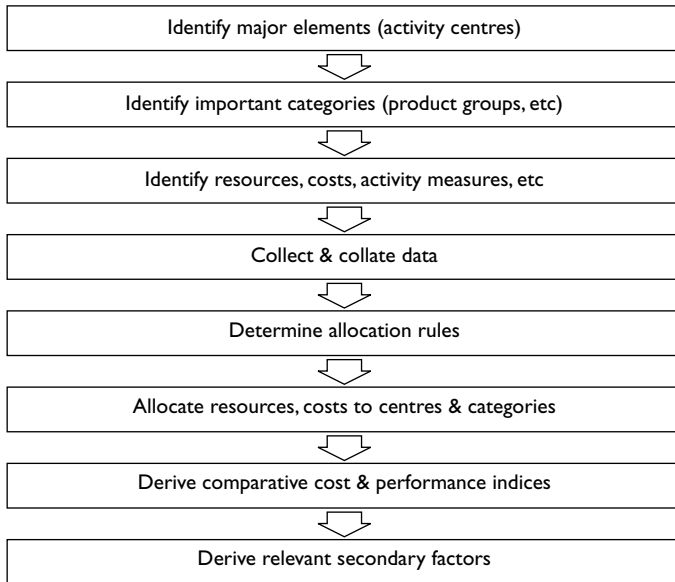 Identify major elements (activity centres)
Identify important categories (product groups, etc)
Identify resources, costs, activity measures, etc
Collect & collate data
Determine allocation rules
Allocate resources, costs to centres & categories
Derive comparative cost & performance indices
Derive relevant secondary factors